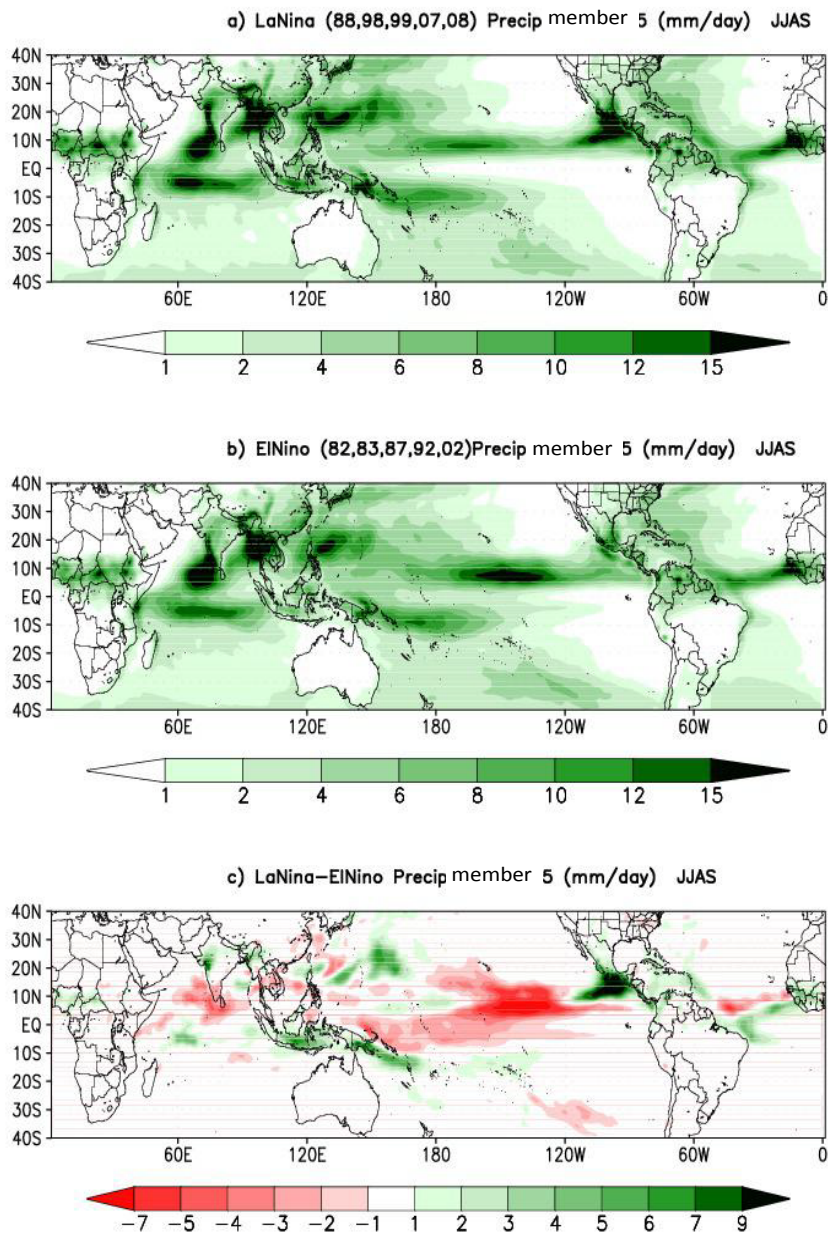 a) LaNina (88,98,99,07,08) Precip member 5 (mm/day) JJAS
40N
30N
20N
10N
EQ
10S
20S
30S
40S
60E 120E 180 120W 60W 0
1 2 4 6 8 10 12 15
b) ElNino (82,83,87,92,02)Precip member 5 (mm/day) JJAS
40N
30N
20N
10N
EQ
10S
20S
30S
40S
60E 120E 180 120W 60W 0
1 2 4 6 8 10 12 15
c) LaNina−ElNino Precip member 5 (mm/day) JJAS
40N
30N
20N
10N
EQ
10S
20S
30S
40S
60E 120E 180 120W 60W 0
−7 −5 −4 −3 −2 −1 1 2 3 4 5 6 7 9